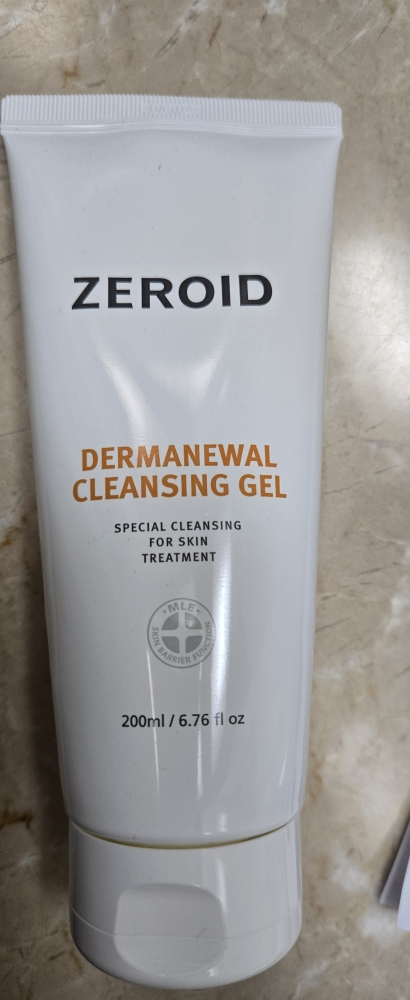 ZEROID
DERMANEWAL
CLEANSING GEL
SPECIAL CLEANSING
FOR SKIN
TREATMENT
·MLE·
SKIN BARRIER FUNCTION
200ml / 6.76 fl oz